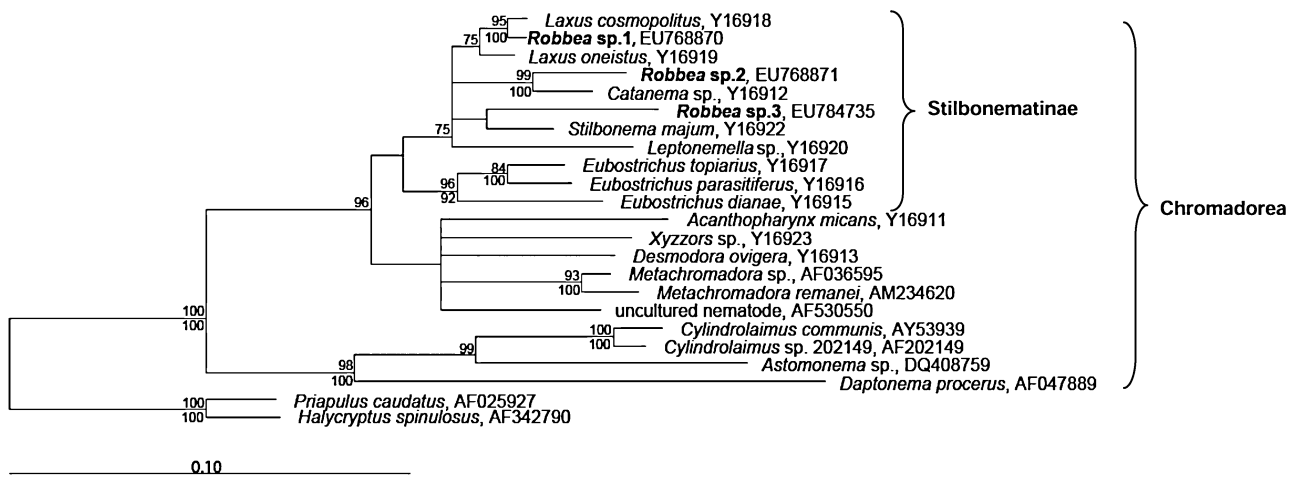 95 Laxus cosmopolitus, Y16918
75 100 Robbea sp.1, EU768870
Laxus oneistus, Y16919
99 Robbea sp.2, EU768871
100 Catanema sp., Y16912
Robbea sp.3, EU784735
Stilbonematinae
75 Stilbonema majum, Y16922
Leptonemella sp., Y16920
84 Eubostrichus topiarius, Y16917
96 100 Eubostrichus parasitiferus, Y16916
92 Eubostrichus dianae, Y16915
96
Chromadorea
Acanthopharynx micans, Y16911
Xyzzors sp., Y16923
Desmodora ovigera, Y16913
93 Metachromadora sp., AF036595
100 Metachromadora remanei, AM234620
100 uncultured nematode, AF530550
100
100 Cylindrolaimus communis, AY53939
99 100 Cylindrolaimus sp. 202149, AF202149
98 Astomonema sp., DQ408759
100 Daptonema procerus, AF047889
100 Priapulus caudatus, AF025927
100 Halycryptus spinulosus, AF342790
0.10